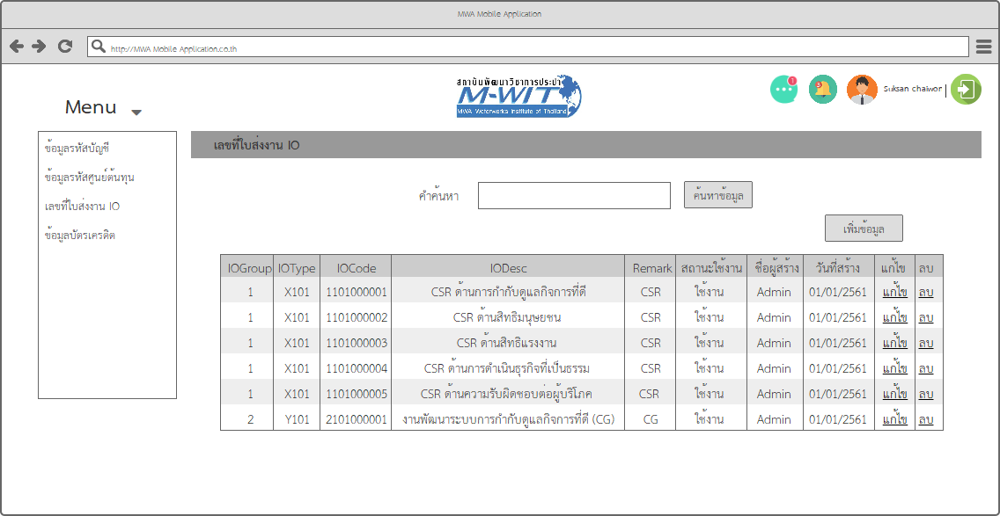 MWA Mobile Application
http://MWA Mobile Application.co.th
สถาบันพัฒนาวิชาการประปา
M-WIT
MWA Waterworks Institute of Thailand
1
3
Suksan chaiwor |
Menu
ข้อมูลรหัสบัญชี
ข้อมูลรหัสศูนย์ต้นทุน
เลขที่ใบสั่งงาน IO
ข้อมูลบัตรเครดิต
เลขที่ใบสั่งงาน IO
คำค้นหา ค้นหาข้อมูล
เพิ่มข้อมูล
IOGroup IOType IOCode IODesc Remark สถานะใช้งาน ชื่อผู้สร้าง วันที่สร้าง แก้ไข ลบ
1 X101 1101000001 CSR ด้านการกำกับดูแลกิจการที่ดี CSR ใช้งาน Admin 01/01/2561 แก้ไข ลบ
1 X101 1101000002 CSR ด้านสิทธิมนุษยชน CSR ใช้งาน Admin 01/01/2561 แก้ไข ลบ
1 X101 1101000003 CSR ด้านสิทธิแรงงาน CSR ใช้งาน Admin 01/01/2561 แก้ไข ลบ
1 X101 1101000004 CSR ด้านการดำเนินธุรกิจที่เป็นธรรม CSR ใช้งาน Admin 01/01/2561 แก้ไข ลบ
1 X101 1101000005 CSR ด้านความรับผิดชอบต่อผู้บริโภค CSR ใช้งาน Admin 01/01/2561 แก้ไข ลบ
2 Y101 2101000001 งานพัฒนาระบบการกำกับดูแลกิจการที่ดี (CG) CG ใช้งาน Admin 01/01/2561 แก้ไข ลบ